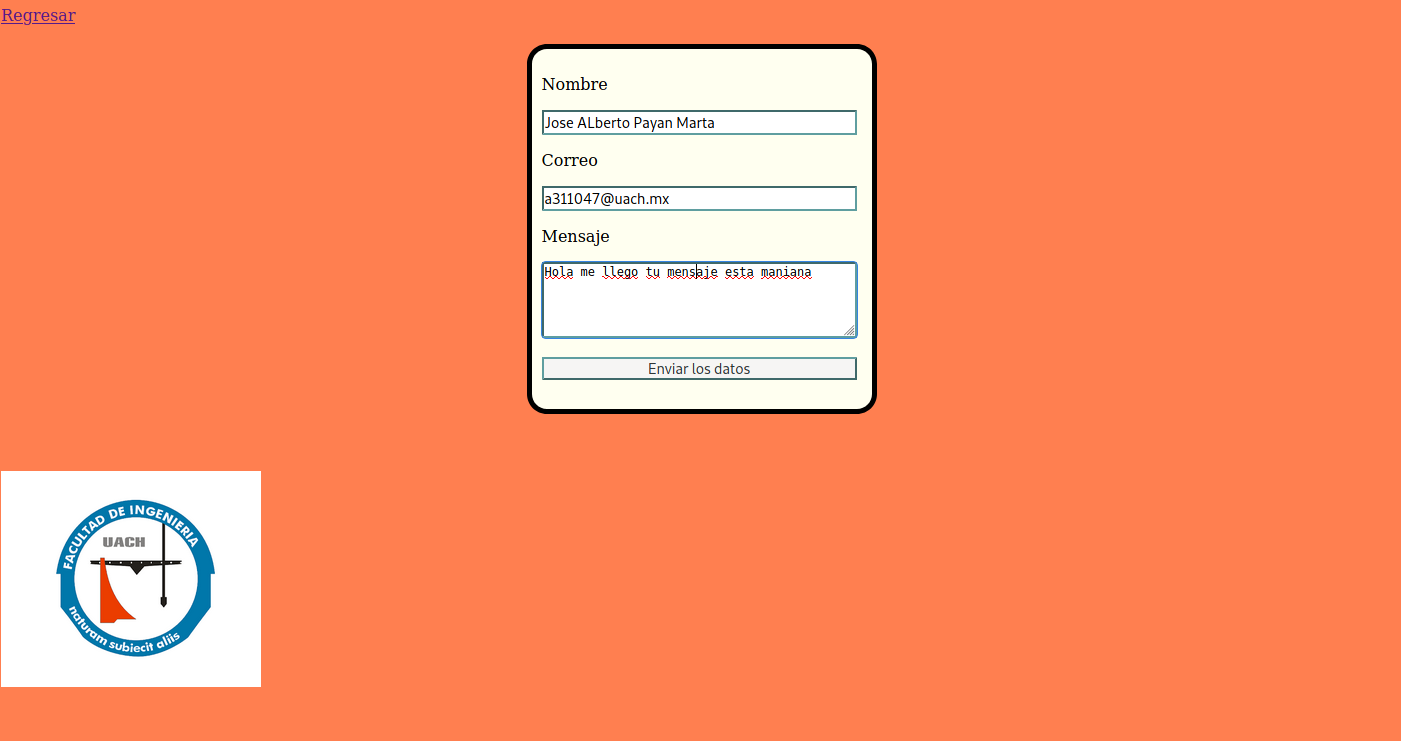 Regresar
Nombre
Jose ALberto Payan Marta
Correo
a311047@uach.mx
Mensaje
Hola me llego tu mensaje esta maniana
Enviar los datos
FACULTAD DE INGENIERIA
UACH
naturam subiecit aliis